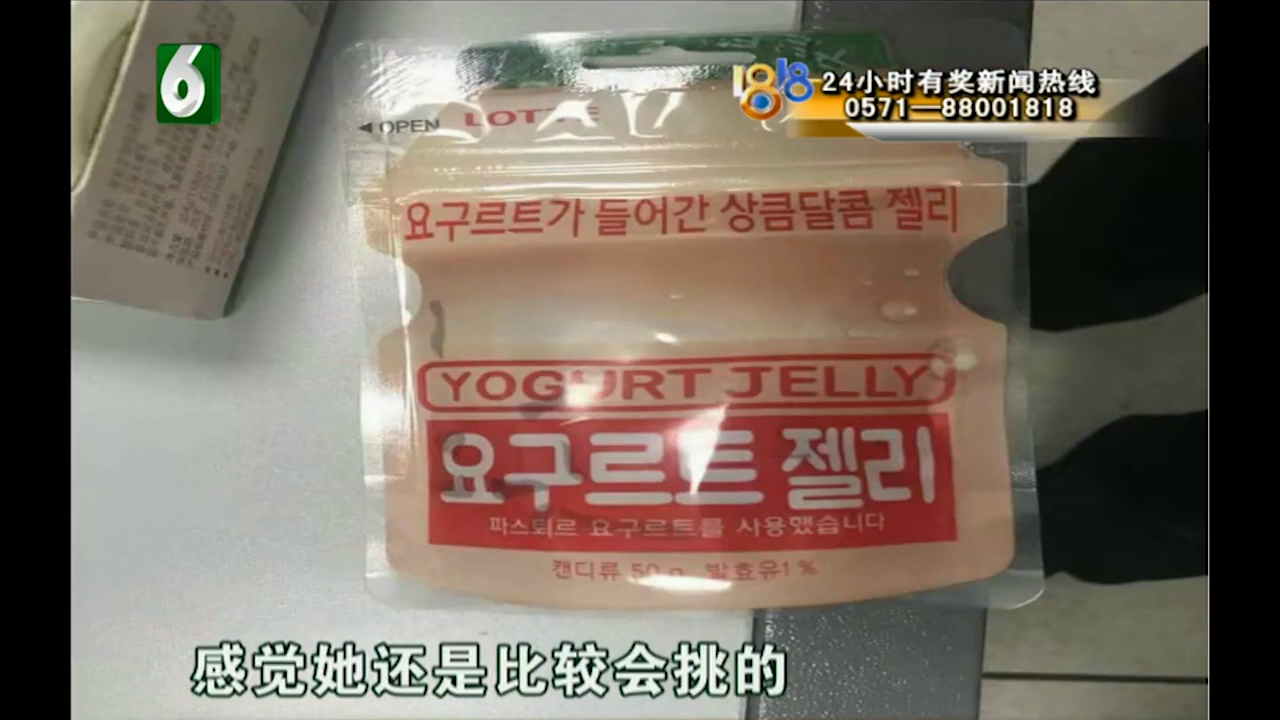 6
1818
24小时有奖新闻热线
0571—88001818
◀OPEN LOTTE
요구르트가 들어간 상큼달콤 젤리
YOGURT JELLY
요구르트 젤리
파스퇴르 요구르트를 사용했습니다
캔디류 50 g 발효유1%
感觉她还是比较会挑的